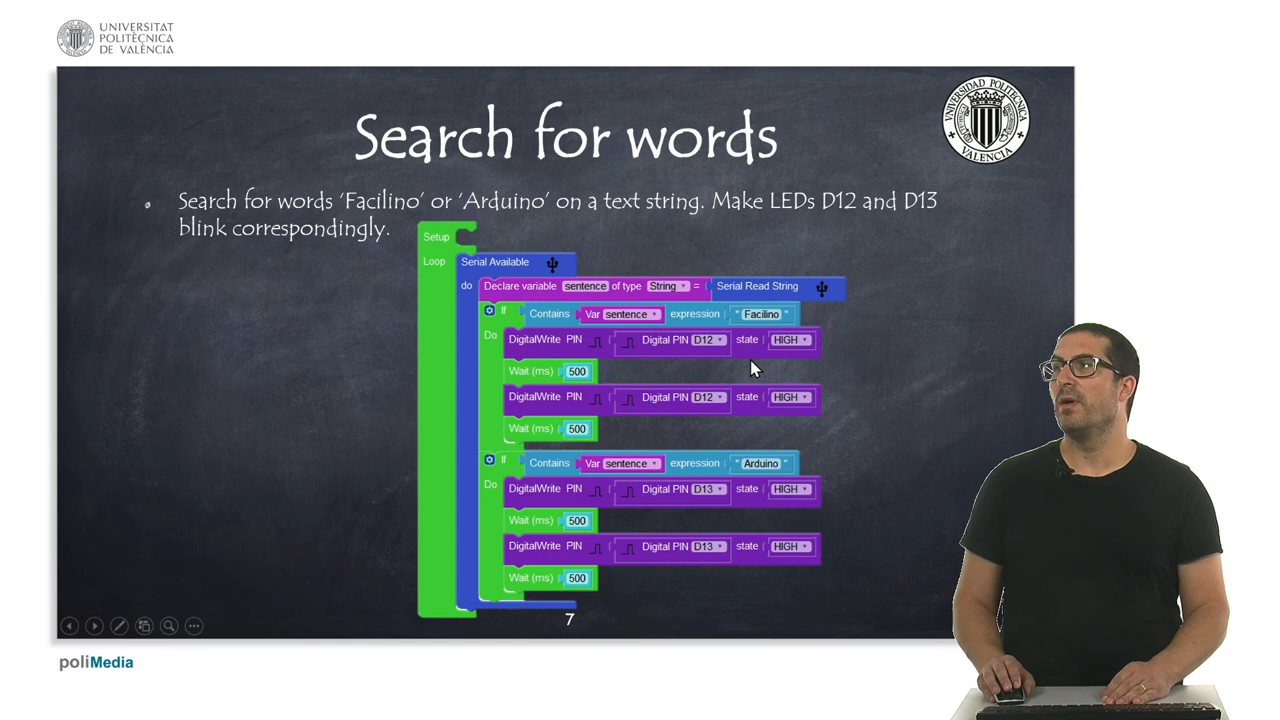 UNIVERSITAT
POLITÈCNICA
DE VALÈNCIA
UNIVERSIDAD POLITECNICA
VALENCIA
Search for words
Search for words 'Facilino' or 'Arduino' on a text string. Make LEDs D12 and D13
blink correspondingly.
Setup
Loop
Serial Available
do
Declare variable sentence of type String = Serial Read String
If Contains Var sentence expression " Facilino "
Do
DigitalWrite PIN Digital PIN D12 state HIGH
Wait (ms) 500
DigitalWrite PIN Digital PIN D12 state HIGH
Wait (ms) 500
If Contains Var sentence expression " Arduino "
Do
DigitalWrite PIN Digital PIN D13 state HIGH
Wait (ms) 500
DigitalWrite PIN Digital PIN D13 state HIGH
Wait (ms) 500
7
poliMedia